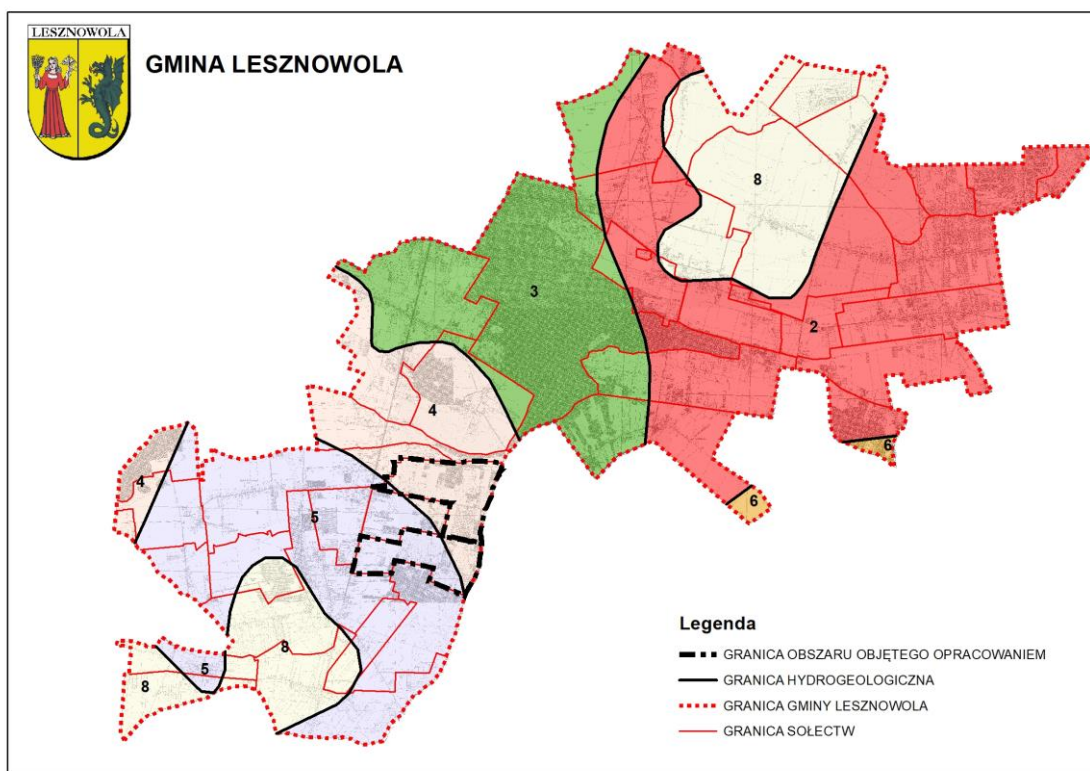 LESZNOWOLA
GMINA LESZNOWOLA
8
3
2
4
6
4
6
5
8
5
8
Legenda
GRANICA OBSZARU OBJĘTEGO OPRACOWANIEM
GRANICA HYDROGEOLOGICZNA
GRANICA GMINY LESZNOWOLA
GRANICA SOŁECTW